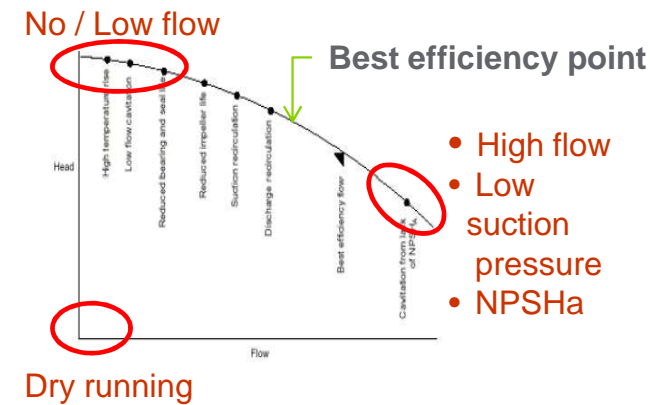 No / Low flow
Best efficiency point
High temperature rise
Low flow cavitation
Reduced bearing and seal life
Reduced impeller life
Suction recirculation
Discharge recirculation
Best efficiency flow
Cavitation from lack
of NPSHA
Head
• High flow
• Low
suction
pressure
• NPSHa
Flow
Dry running